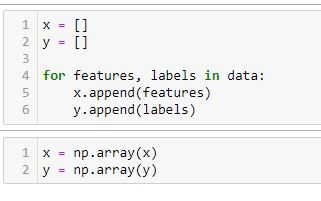 1 x = []
2 y = []
3
4 for features, labels in data:
5     x.append(features)
6     y.append(labels)
1 x = np.array(x)
2 y = np.array(y)